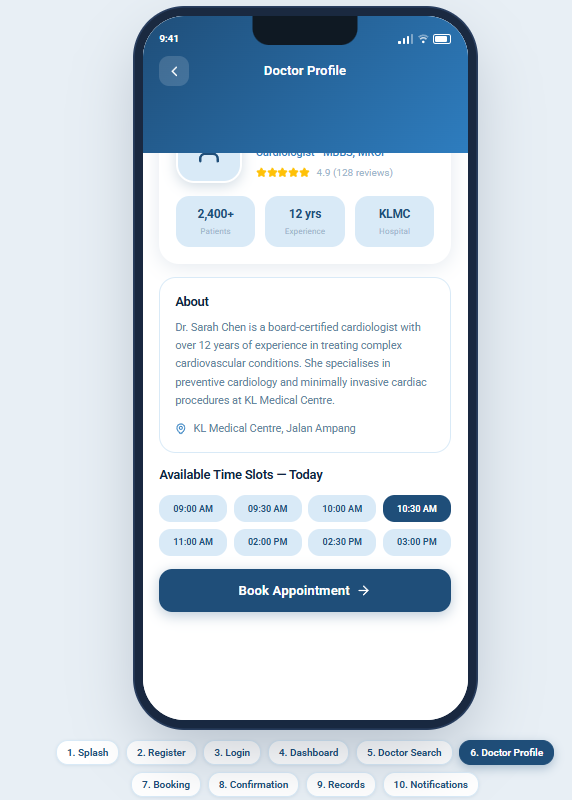 9:41
Doctor Profile
Cardiologist · MBBS, MRCP
4.9 (128 reviews)
2,400+ 12 yrs KLMC
Patients Experience Hospital
About
Dr. Sarah Chen is a board-certified cardiologist with
over 12 years of experience in treating complex
cardiovascular conditions. She specialises in
preventive cardiology and minimally invasive cardiac
procedures at KL Medical Centre.
KL Medical Centre, Jalan Ampang
Available Time Slots — Today
09:00 AM 09:30 AM 10:00 AM 10:30 AM
11:00 AM 02:00 PM 02:30 PM 03:00 PM
Book Appointment →
1. Splash 2. Register 3. Login 4. Dashboard 5. Doctor Search 6. Doctor Profile
7. Booking 8. Confirmation 9. Records 10. Notifications